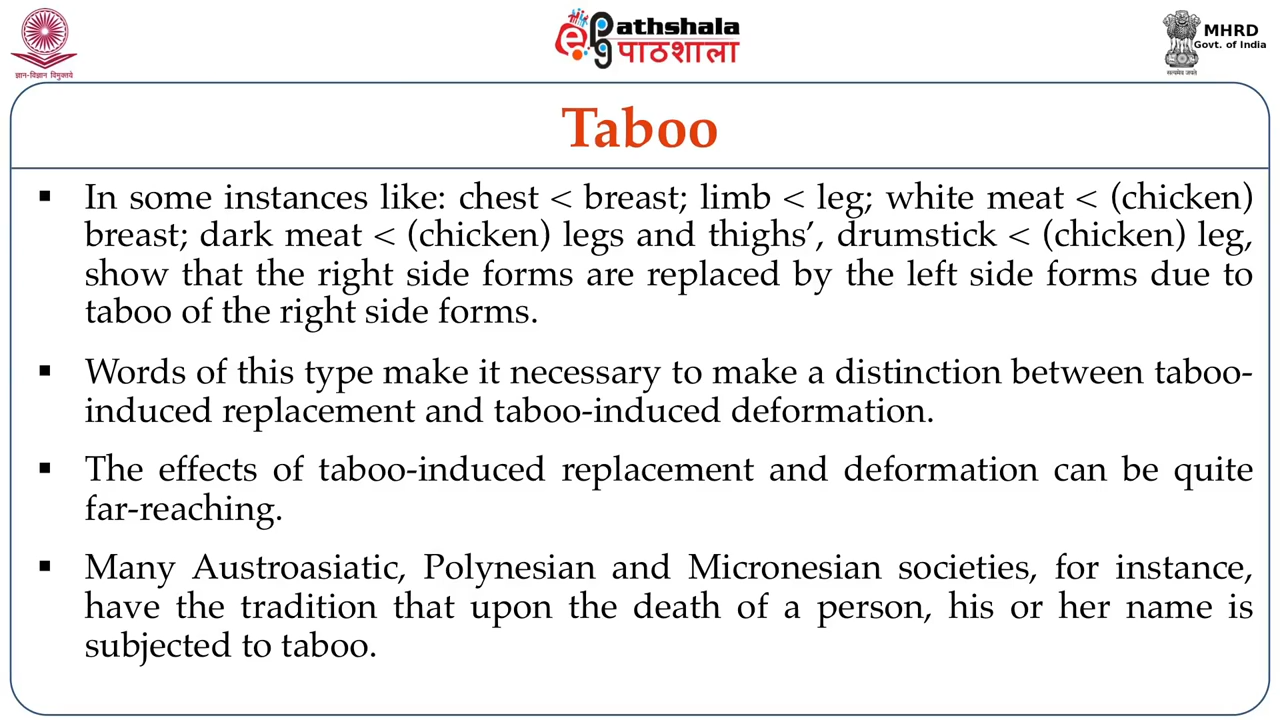 ज्ञान-विज्ञान विमुक्तये
ePathshala
पाठशाला
MHRD
Govt. of India
सत्यमेव जयते
Taboo
▪ In some instances like: chest < breast; limb < leg; white meat < (chicken)
breast; dark meat < (chicken) legs and thighs’, drumstick < (chicken) leg,
show that the right side forms are replaced by the left side forms due to
taboo of the right side forms.
▪ Words of this type make it necessary to make a distinction between taboo-
induced replacement and taboo-induced deformation.
▪ The effects of taboo-induced replacement and deformation can be quite
far-reaching.
▪ Many Austroasiatic, Polynesian and Micronesian societies, for instance,
have the tradition that upon the death of a person, his or her name is
subjected to taboo.